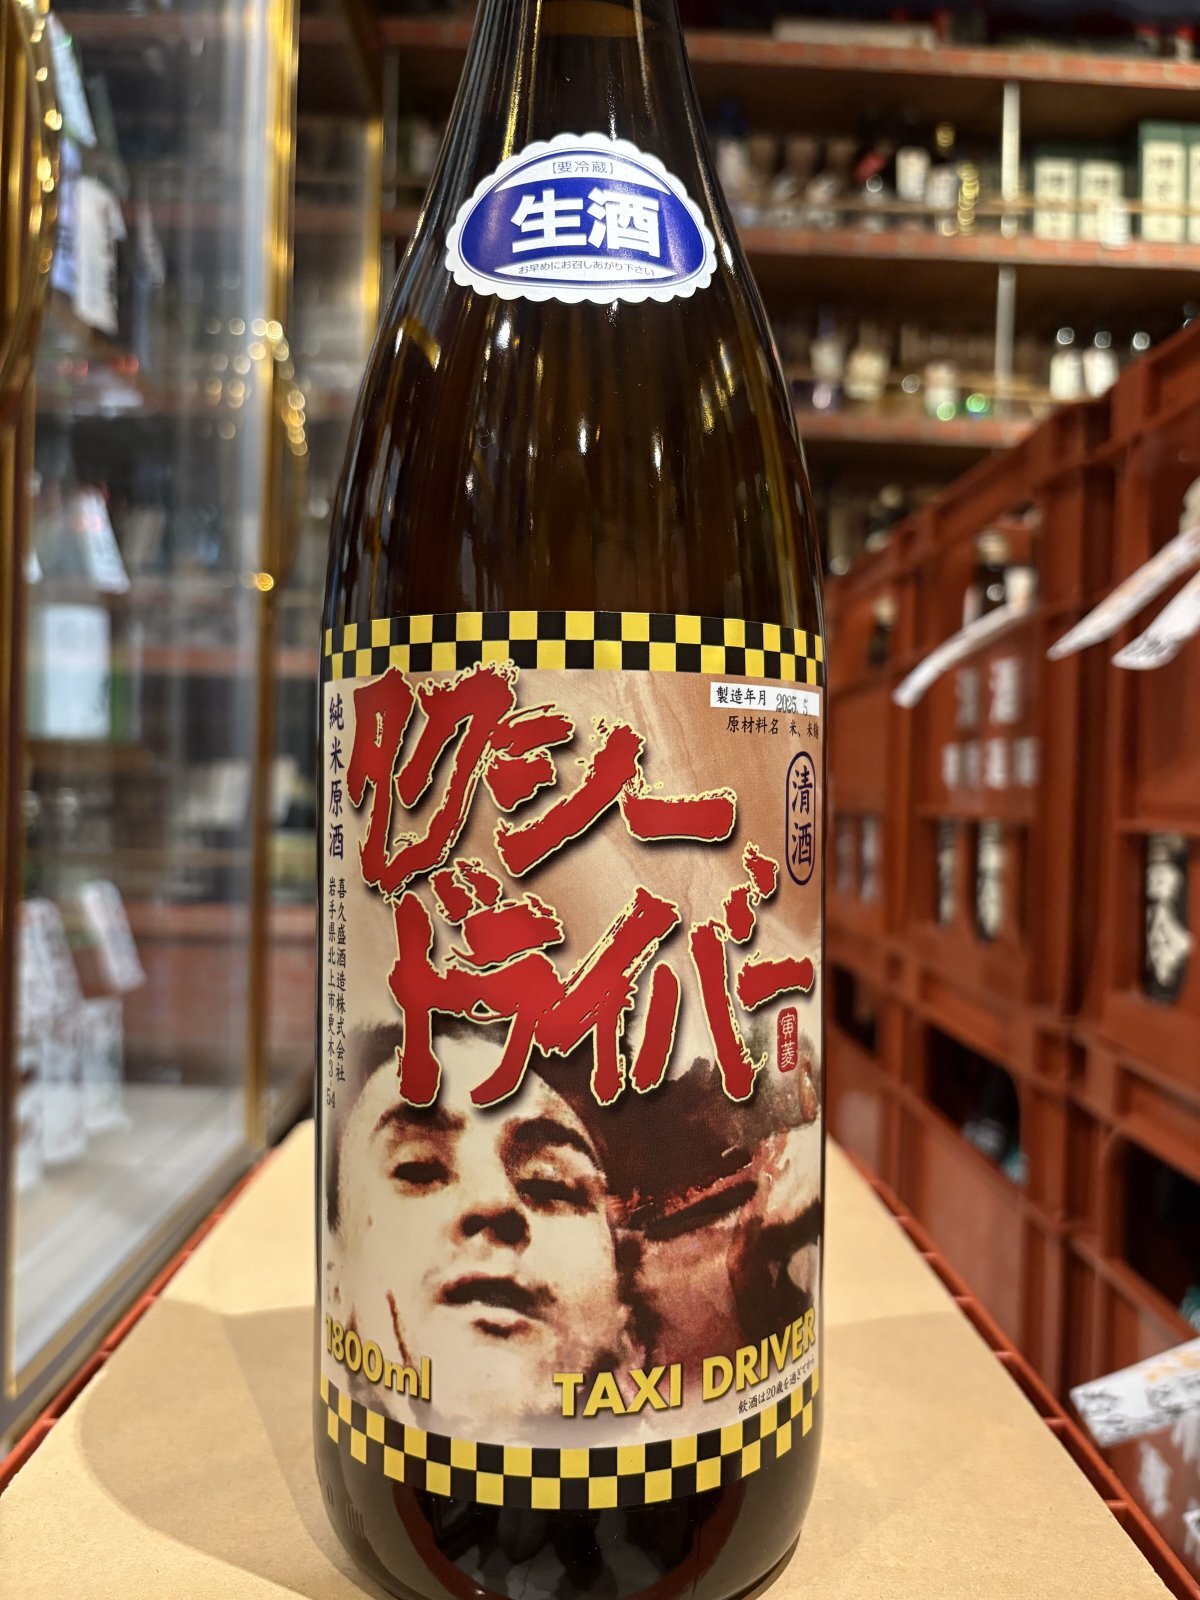 【要冷蔵】
生酒
お早めにお召しあがり下さい
製造年月 2025. 5
原材料名 米、米麹
清酒
純米原酒
喜久盛酒造株式会社
岩手県北上市更木3-54
タクシー
ドライバー
寅菱
1800ml
TAXI DRIVER
飲酒は20歳を過ぎてから